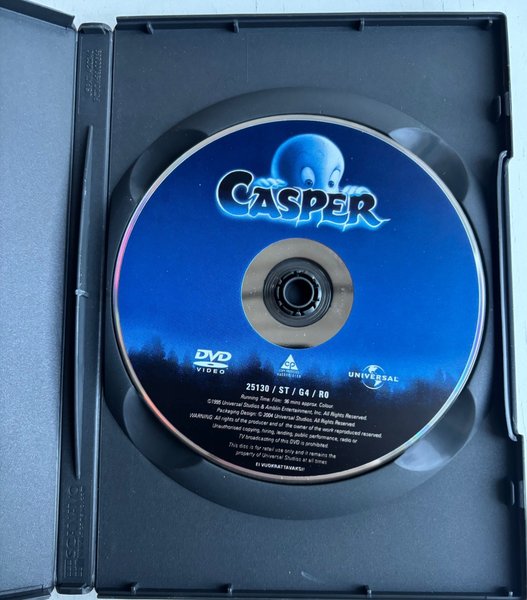 CASPER
DVD
VIDEO
UNIVERSAL
25130 / ST / G4 / R0
Running Time: Film: 96 mins approx. Colour.
©1995 Universal Studios & Amblin Entertainment, Inc. All Rights Reserved.
Packaging Design: © 2004 Universal Studios. All Rights Reserved.
WARNING: All rights of the producer and of the owner of the work reproduced reserved.
Unauthorised copying, hiring, lending, public performance, radio or
TV broadcasting of this DVD is prohibited.
This disc is for retail use only and it remains the
property of Universal Studios at all times
EI VUOKRATTAVAKSI!